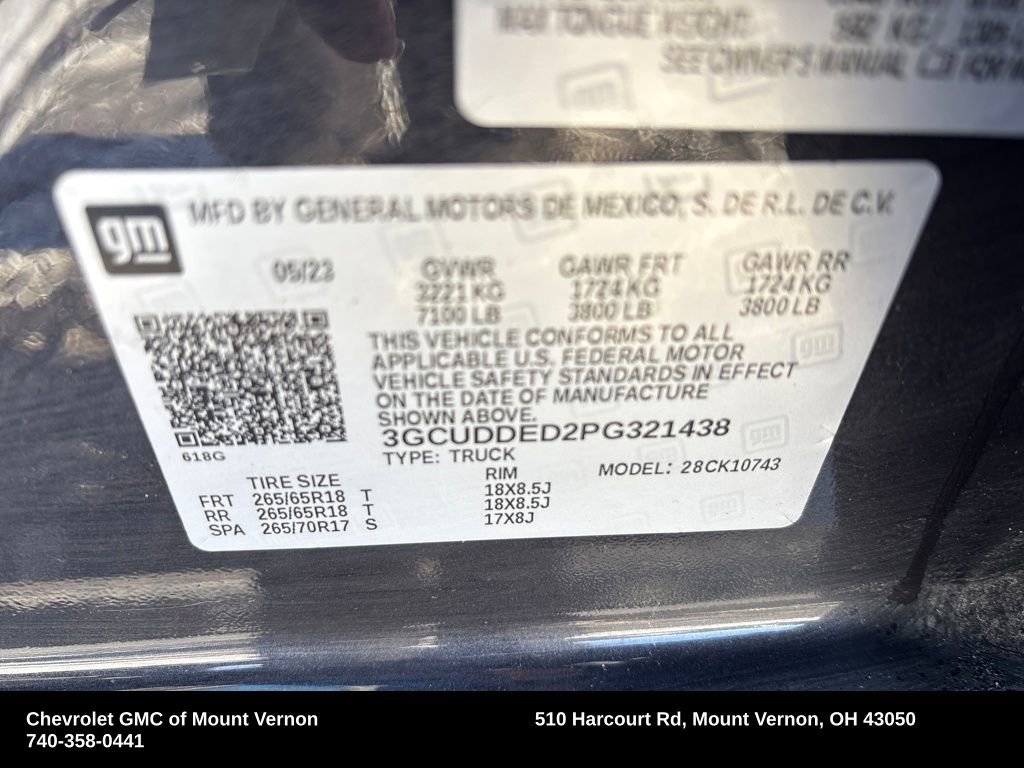 MAX TONGUE WEIGHT:
SEE OWNER'S MANUAL
gm
MFD BY GENERAL MOTORS DE MEXICO, S. DE R.L. DE C.V.
05/23 GVWR GAWR FRT GAWR RR
2221 KG 1724 KG 1724 KG
7100 LB 3800 LB 3800 LB
THIS VEHICLE CONFORMS TO ALL
APPLICABLE U.S. FEDERAL MOTOR
VEHICLE SAFETY STANDARDS IN EFFECT
ON THE DATE OF MANUFACTURE
SHOWN ABOVE.
3GCUDDED2PG321438
618G
TYPE: TRUCK
MODEL: 28CK10743
TIRE SIZE RIM
FRT 265/65R18 T 18X8.5J
RR 265/65R18 T 18X8.5J
SPA 265/70R17 S 17X8J
Chevrolet GMC of Mount Vernon
740-358-0441
510 Harcourt Rd, Mount Vernon, OH 43050